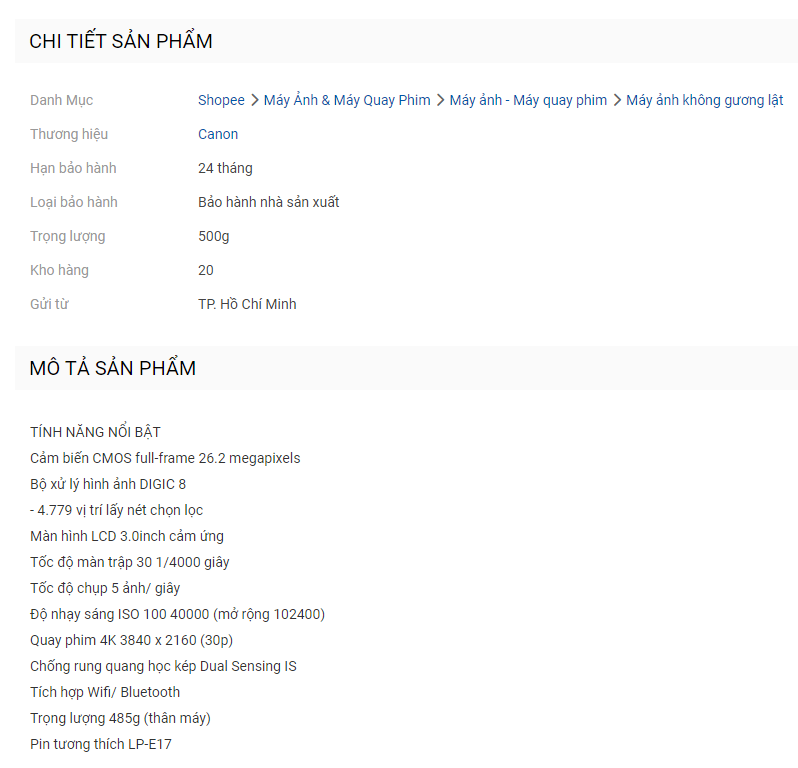 CHI TIẾT SẢN PHẨM
Danh Mục Shopee > Máy Ảnh & Máy Quay Phim > Máy ảnh - Máy quay phim > Máy ảnh không gương lật
Thương hiệu Canon
Hạn bảo hành 24 tháng
Loại bảo hành Bảo hành nhà sản xuất
Trọng lượng 500g
Kho hàng 20
Gửi từ TP. Hồ Chí Minh
MÔ TẢ SẢN PHẨM
TÍNH NĂNG NỔI BẬT
Cảm biến CMOS full-frame 26.2 megapixels
Bộ xử lý hình ảnh DIGIC 8
- 4.779 vị trí lấy nét chọn lọc
Màn hình LCD 3.0inch cảm ứng
Tốc độ màn trập 30 1/4000 giây
Tốc độ chụp 5 ảnh/ giây
Độ nhạy sáng ISO 100 40000 (mở rộng 102400)
Quay phim 4K 3840 x 2160 (30p)
Chống rung quang học kép Dual Sensing IS
Tích hợp Wifi/ Bluetooth
Trọng lượng 485g (thân máy)
Pin tương thích LP-E17